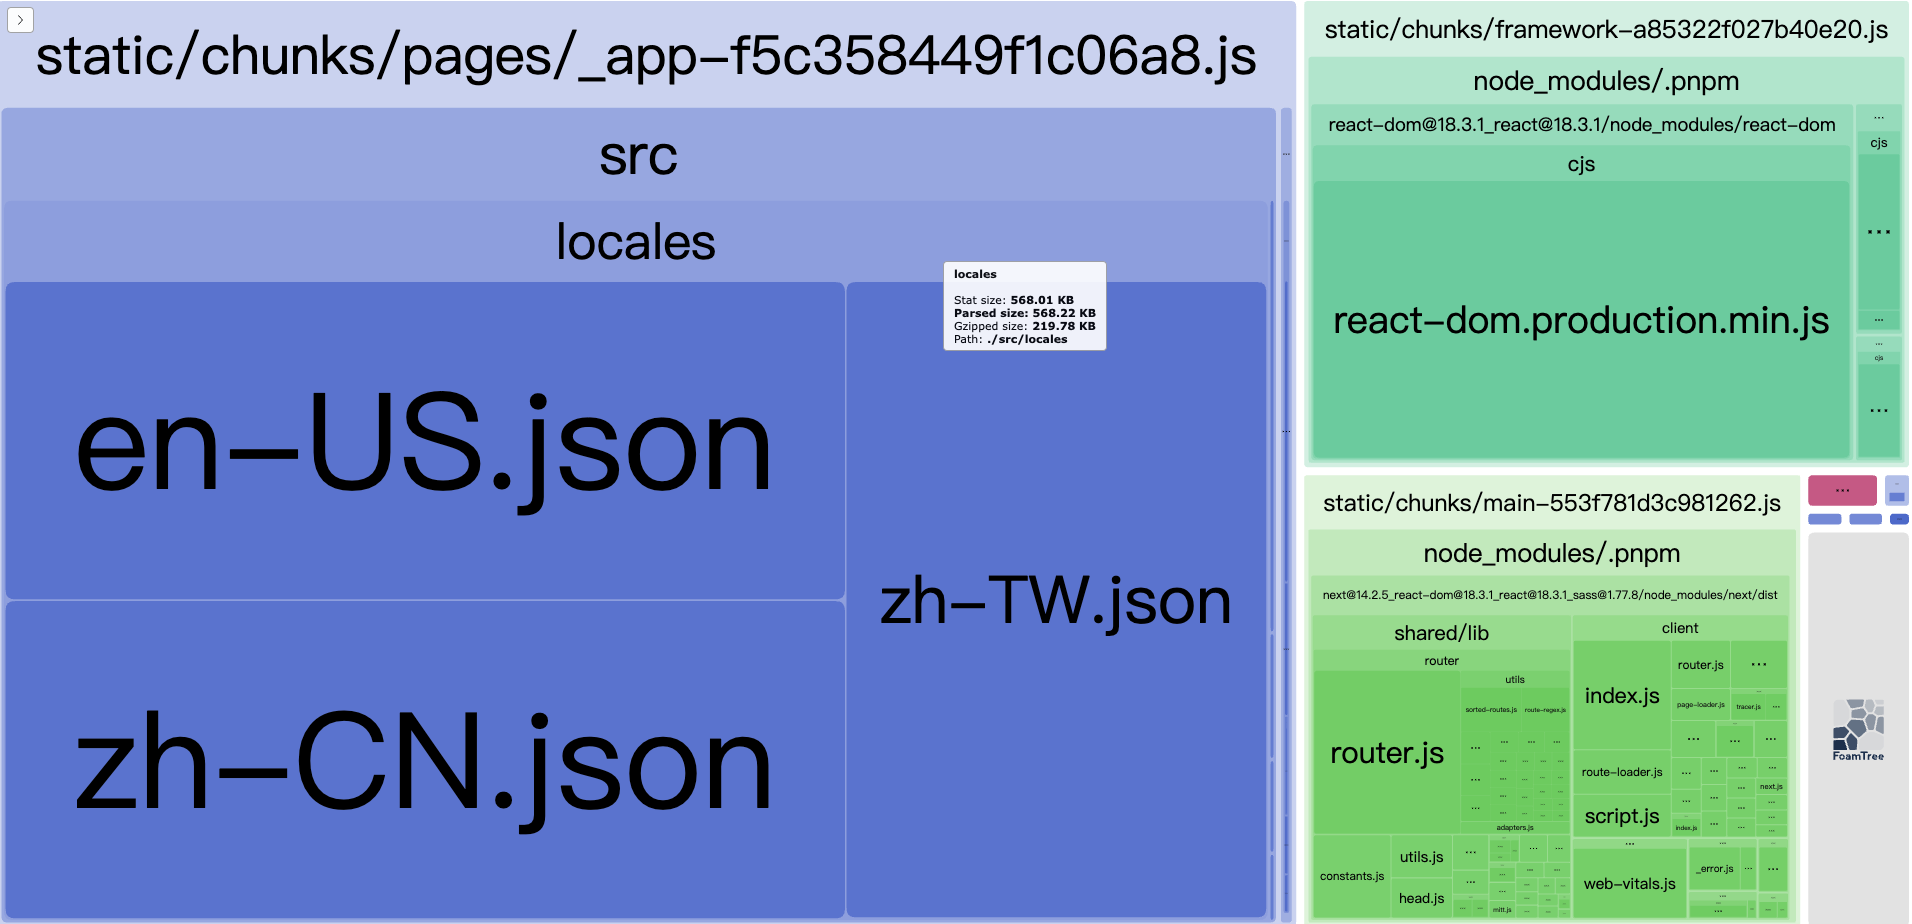 static/chunks/pages/_app-f5c358449f1c06a8.js
src
locales
en-US.json
zh-CN.json
zh-TW.json
locales
Stat size: 568.01 KB
Parsed size: 568.22 KB
Gzipped size: 219.78 KB
Path: ./src/locales
static/chunks/framework-a85322f027b40e20.js
node_modules/.pnpm
react-dom@18.3.1_react@18.3.1/node_modules/react-dom
cjs
react-dom.production.min.js
...
cjs
...
...
...
cjs
...
static/chunks/main-553f781d3c981262.js
node_modules/.pnpm
next@14.2.5_react-dom@18.3.1_react@18.3.1_sass@1.77.8/node_modules/next/dist
shared/lib
router
router.js
utils
sorted-routes.js
route-regex.js
adapters.js
constants.js
utils.js
head.js
mitt.js
client
index.js
router.js
page-loader.js
tracer.js
route-loader.js
script.js
next.js
index.js
web-vitals.js
_error.js
FoamTree